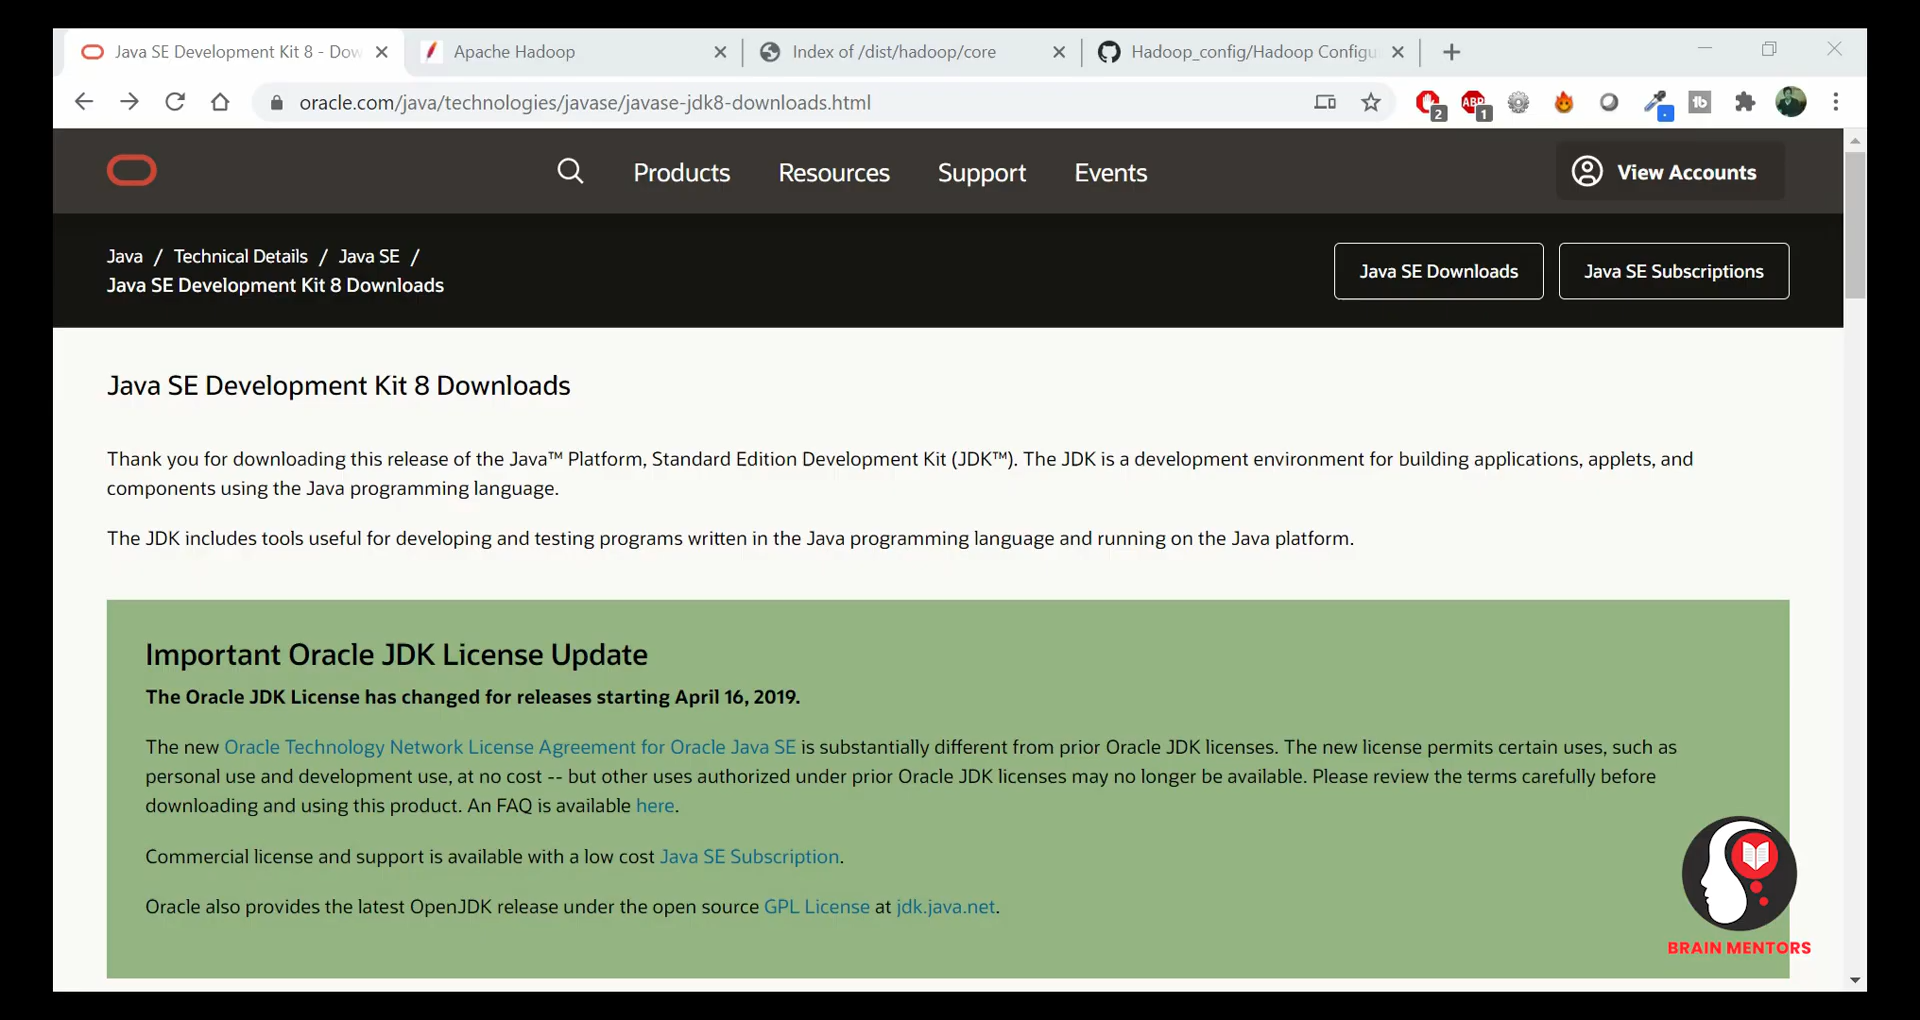 Java SE Development Kit 8 - Dow
Apache Hadoop
Index of /dist/hadoop/core
Hadoop_config/Hadoop Configu
oracle.com/java/technologies/javase/javase-jdk8-downloads.html
2
ABP
1
tb
Products
Resources
Support
Events
View Accounts
Java / Technical Details / Java SE /
Java SE Development Kit 8 Downloads
Java SE Downloads
Java SE Subscriptions
Java SE Development Kit 8 Downloads
Thank you for downloading this release of the Java™ Platform, Standard Edition Development Kit (JDK™). The JDK is a development environment for building applications, applets, and
components using the Java programming language.
The JDK includes tools useful for developing and testing programs written in the Java programming language and running on the Java platform.
Important Oracle JDK License Update
The Oracle JDK License has changed for releases starting April 16, 2019.
The new Oracle Technology Network License Agreement for Oracle Java SE is substantially different from prior Oracle JDK licenses. The new license permits certain uses, such as
personal use and development use, at no cost -- but other uses authorized under prior Oracle JDK licenses may no longer be available. Please review the terms carefully before
downloading and using this product. An FAQ is available here.
Commercial license and support is available with a low cost Java SE Subscription.
Oracle also provides the latest OpenJDK release under the open source GPL License at jdk.java.net.
BRAIN MENTORS